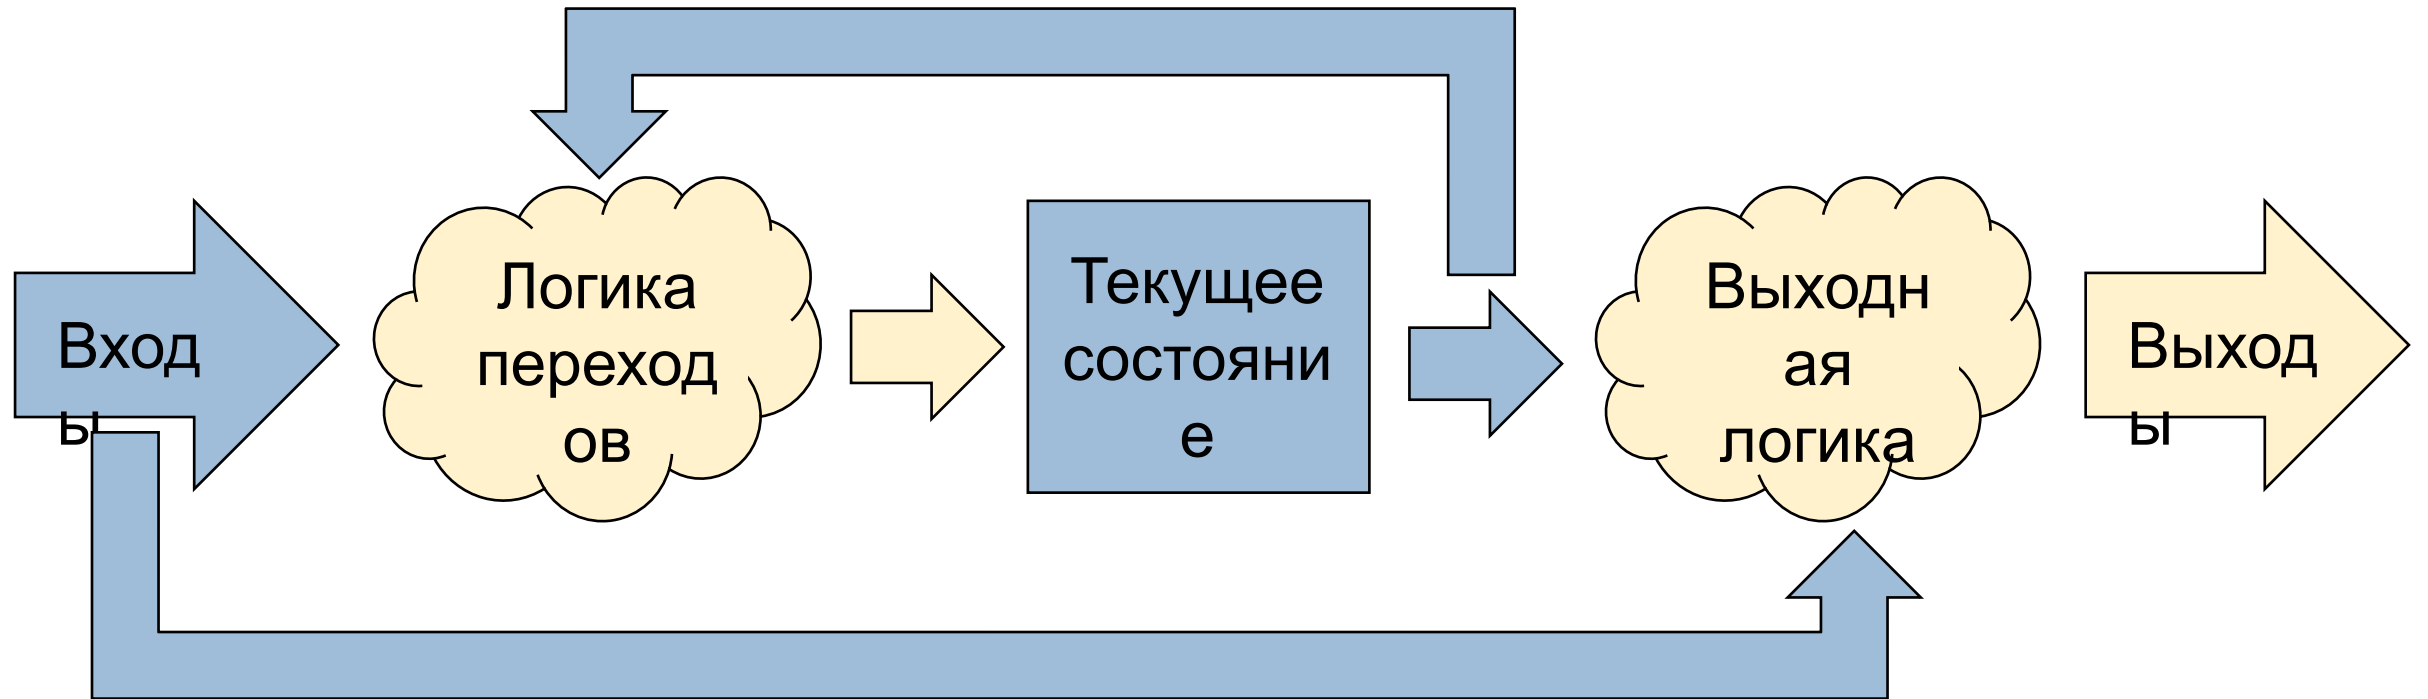 Вход
ы
Логика
переход
ов
Текущее
состояни
е
Выходн
ая
логика
Выход
ы